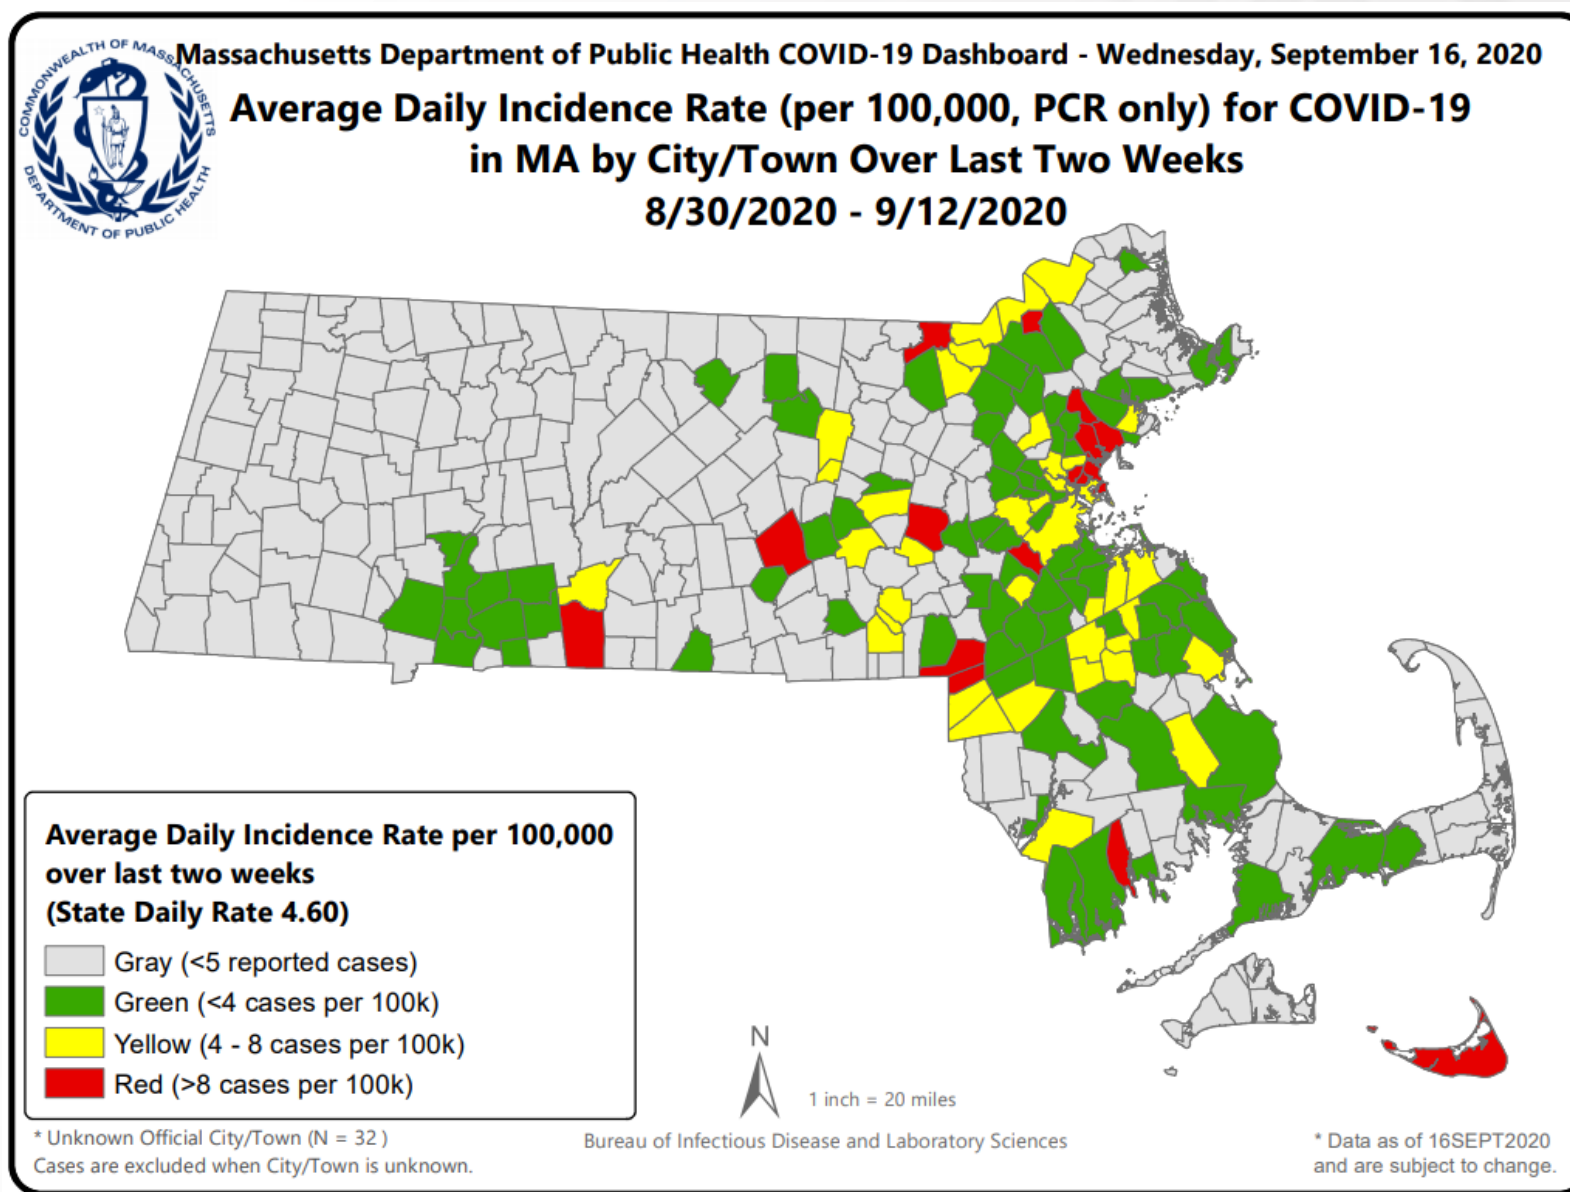 COMMONWEALTH OF MASSACHUSETTS
DEPARTMENT OF PUBLIC HEALTH
Massachusetts Department of Public Health COVID-19 Dashboard - Wednesday, September 16, 2020
Average Daily Incidence Rate (per 100,000, PCR only) for COVID-19
in MA by City/Town Over Last Two Weeks
8/30/2020 - 9/12/2020
Average Daily Incidence Rate per 100,000
over last two weeks
(State Daily Rate 4.60)
Gray (<5 reported cases)
Green (<4 cases per 100k)
Yellow (4 - 8 cases per 100k)
Red (>8 cases per 100k)
N
1 inch = 20 miles
* Unknown Official City/Town (N = 32 )
Cases are excluded when City/Town is unknown.
Bureau of Infectious Disease and Laboratory Sciences
* Data as of 16SEPT2020
and are subject to change.